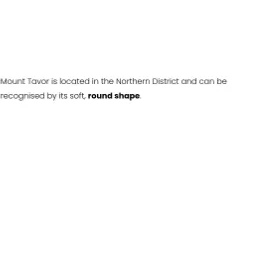 Mount Tavor is located in the Northern District and can be
recognised by its soft, round shape.